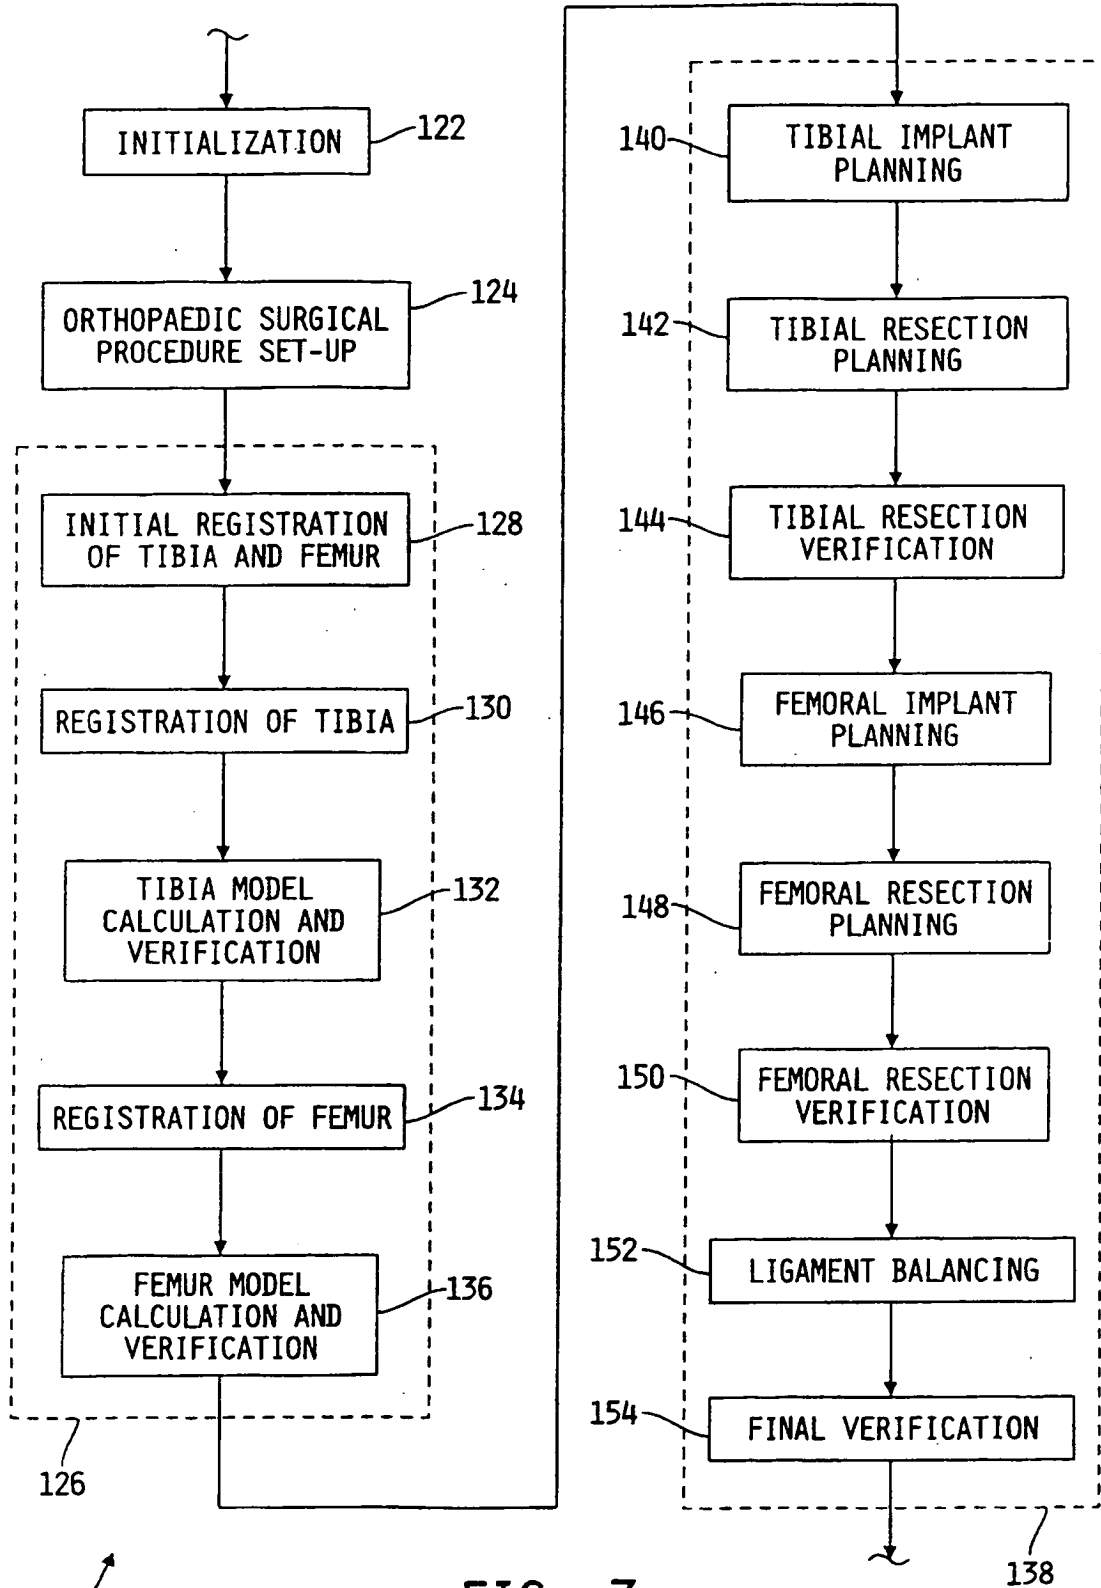 INITIALIZATION
122
ORTHOPAEDIC SURGICAL
PROCEDURE SET-UP
124
INITIAL REGISTRATION
OF TIBIA AND FEMUR
128
REGISTRATION OF TIBIA
130
TIBIA MODEL
CALCULATION AND
VERIFICATION
132
REGISTRATION OF FEMUR
134
FEMUR MODEL
CALCULATION AND
VERIFICATION
136
126
140
TIBIAL IMPLANT
PLANNING
142
TIBIAL RESECTION
PLANNING
144
TIBIAL RESECTION
VERIFICATION
146
FEMORAL IMPLANT
PLANNING
148
FEMORAL RESECTION
PLANNING
150
FEMORAL RESECTION
VERIFICATION
152
LIGAMENT BALANCING
154
FINAL VERIFICATION
138